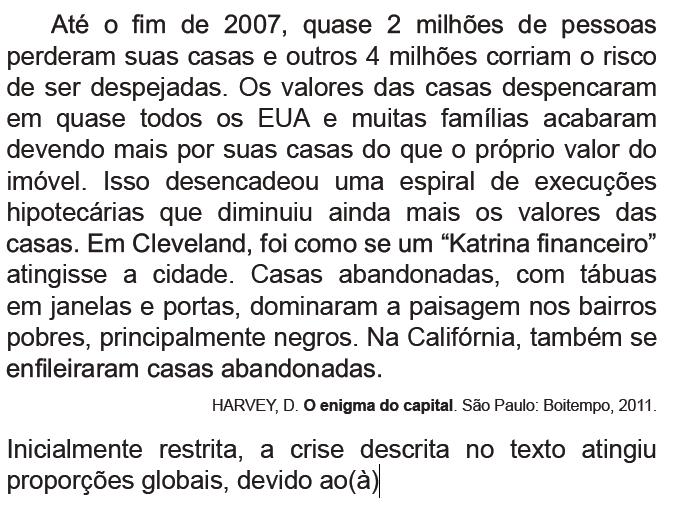 Até o fim de 2007, quase 2 milhões de pessoas
perderam suas casas e outros 4 milhões corriam o risco
de ser despejadas. Os valores das casas despencaram
em quase todos os EUA e muitas famílias acabaram
devendo mais por suas casas do que o próprio valor do
imóvel. Isso desencadeou uma espiral de execuções
hipotecárias que diminuiu ainda mais os valores das
casas. Em Cleveland, foi como se um “Katrina financeiro”
atingisse a cidade. Casas abandonadas, com tábuas
em janelas e portas, dominaram a paisagem nos bairros
pobres, principalmente negros. Na Califórnia, também se
enfileiraram casas abandonadas.
HARVEY, D. O enigma do capital. São Paulo: Boitempo, 2011.
Inicialmente restrita, a crise descrita no texto atingiu
proporções globais, devido ao(à)